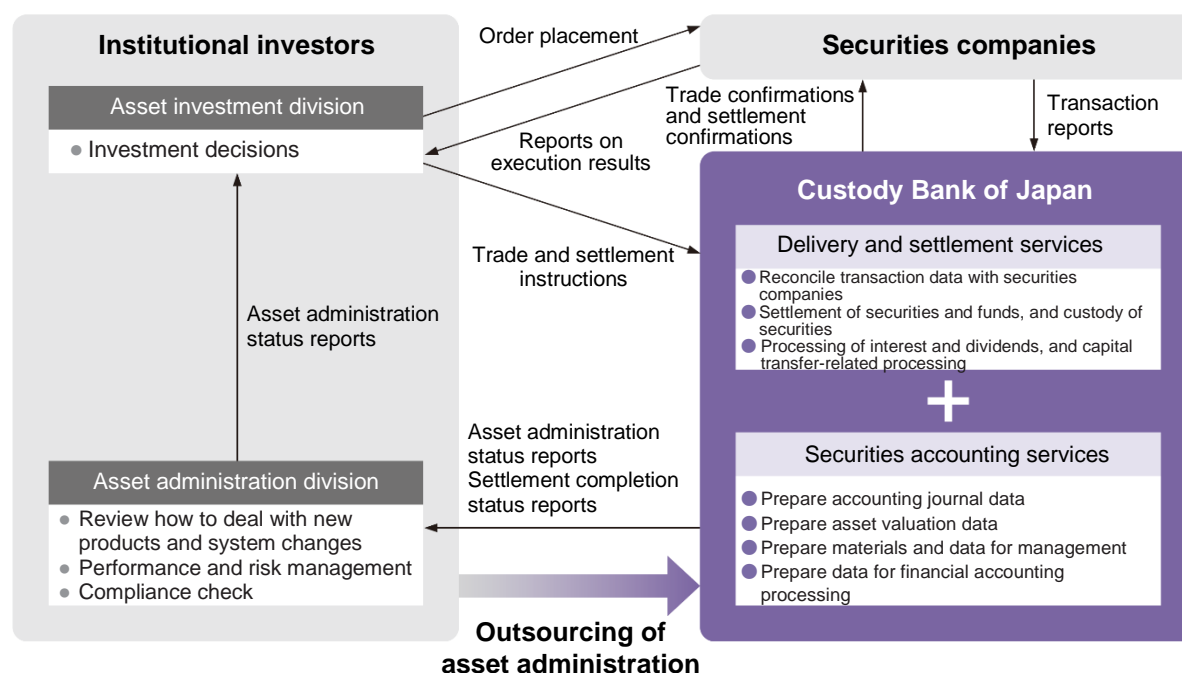 Institutional investors
Asset investment division
● Investment decisions
Asset administration
status reports
Asset administration division
● Review how to deal with new
products and system changes
● Performance and risk management
● Compliance check
Order placement
Reports on
execution results
Trade and settlement
instructions
Asset administration
status reports
Settlement completion
status reports
Outsourcing of
asset administration
Securities companies
Trade confirmations
and settlement
confirmations
Transaction
reports
Custody Bank of Japan
Delivery and settlement services
● Reconcile transaction data with securities
companies
● Settlement of securities and funds, and custody of
securities
● Processing of interest and dividends, and capital
transfer-related processing
+
Securities accounting services
● Prepare accounting journal data
● Prepare asset valuation data
● Prepare materials and data for management
● Prepare data for financial accounting
processing